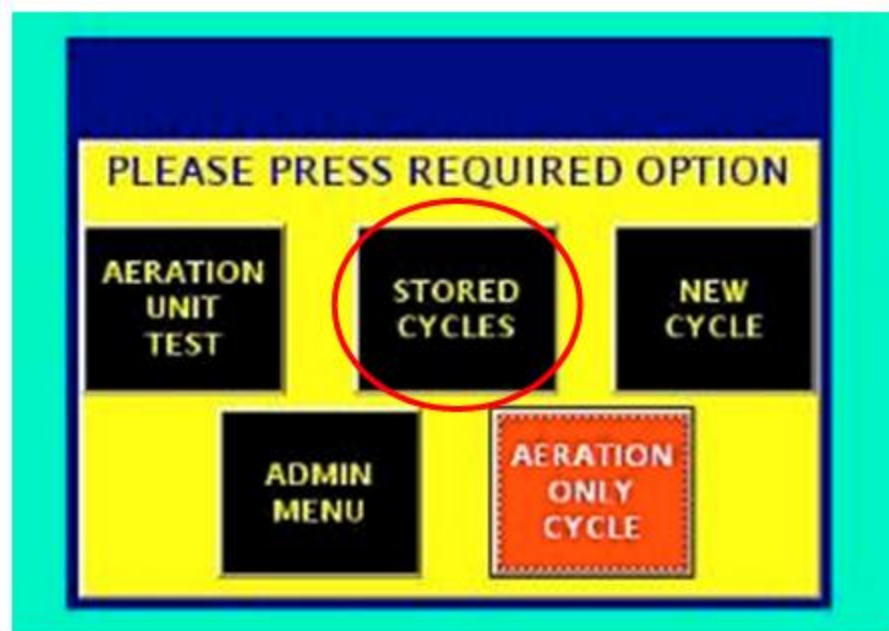 PLEASE PRESS REQUIRED OPTION
AERATION
UNIT
TEST
STORED
CYCLES
NEW
CYCLE
ADMIN
MENU
AERATION
ONLY
CYCLE